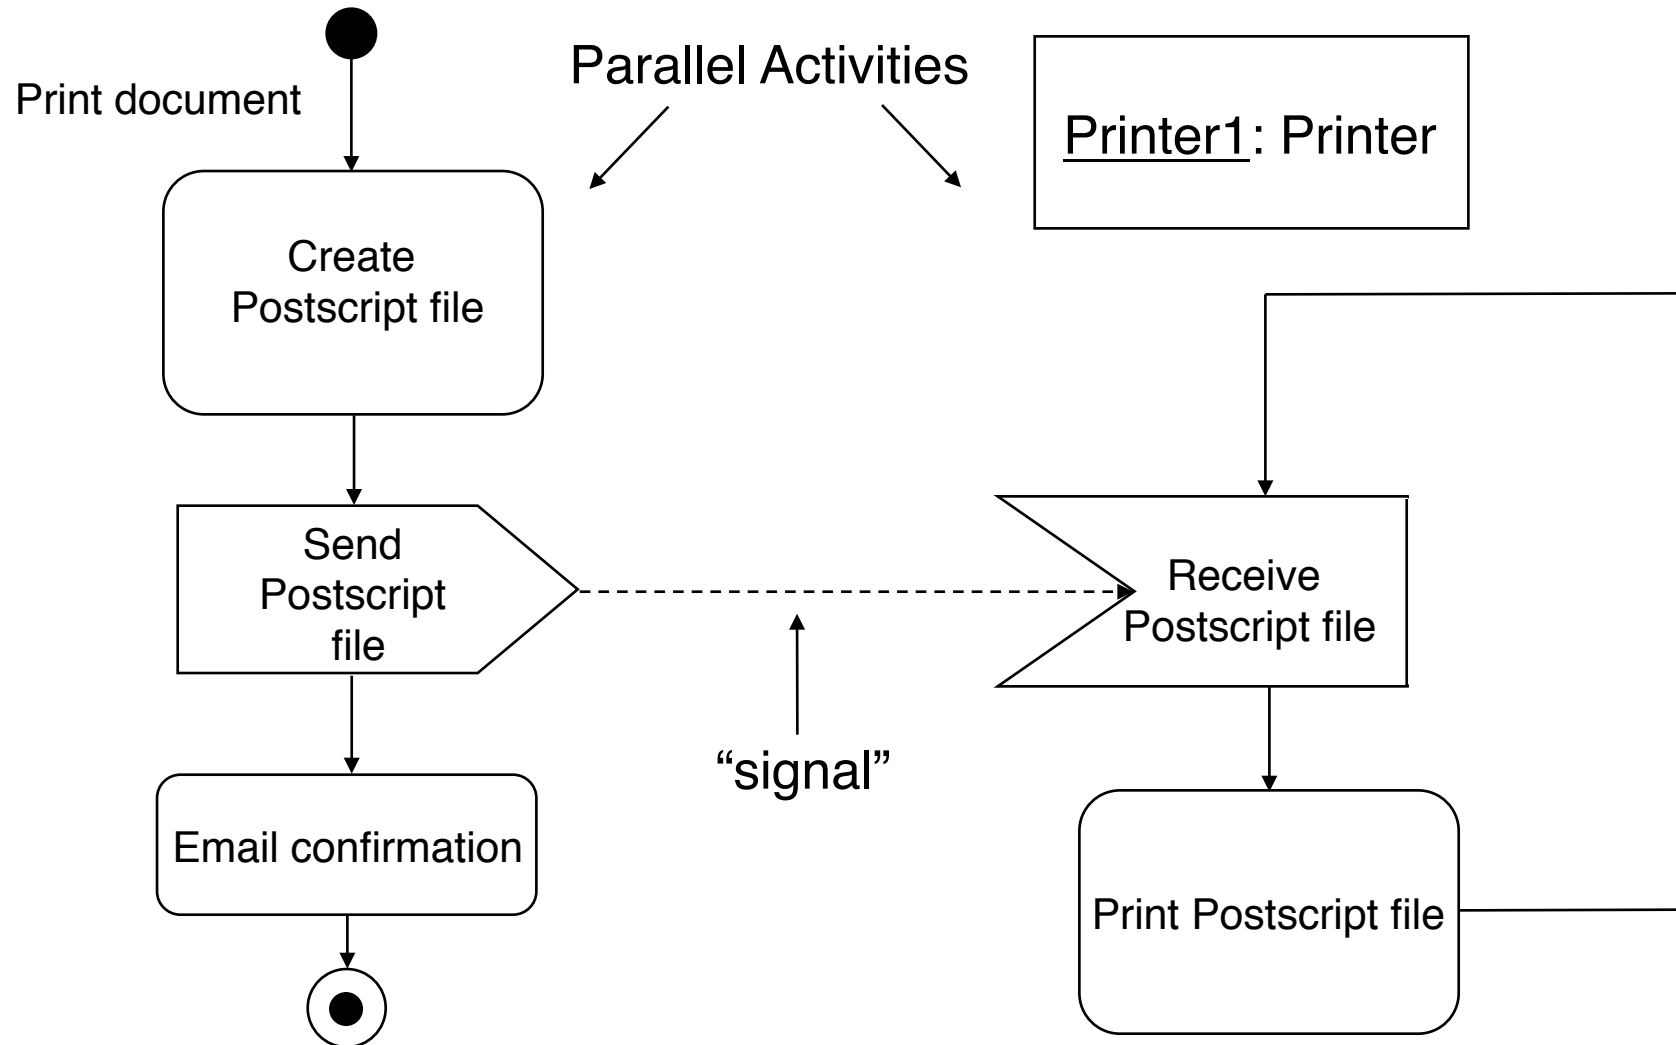 Parallel Activities
Print document
Printer1: Printer
Create
Postscript file
Send
Postscript
file
Receive
Postscript file
“signal”
Email confirmation
Print Postscript file